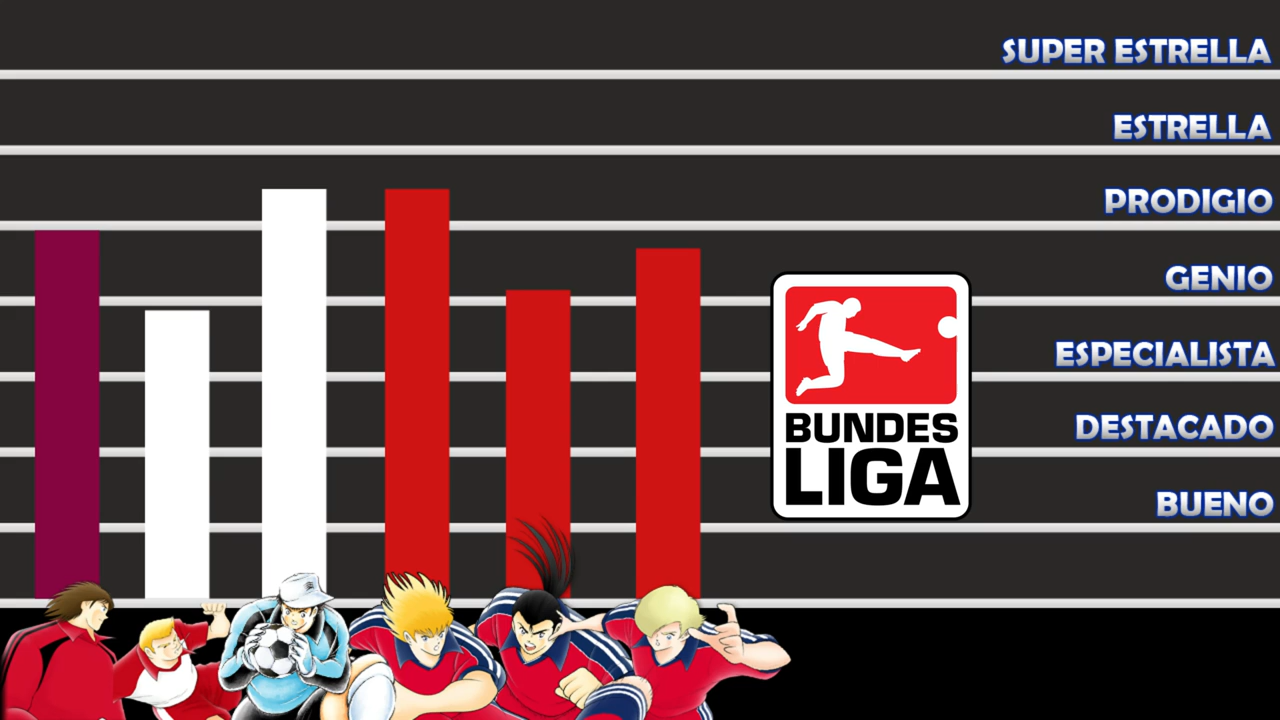 SUPER ESTRELLA
ESTRELLA
PRODIGIO
GENIO
ESPECIALISTA
DESTACADO
BUENO
BUNDES
LIGA